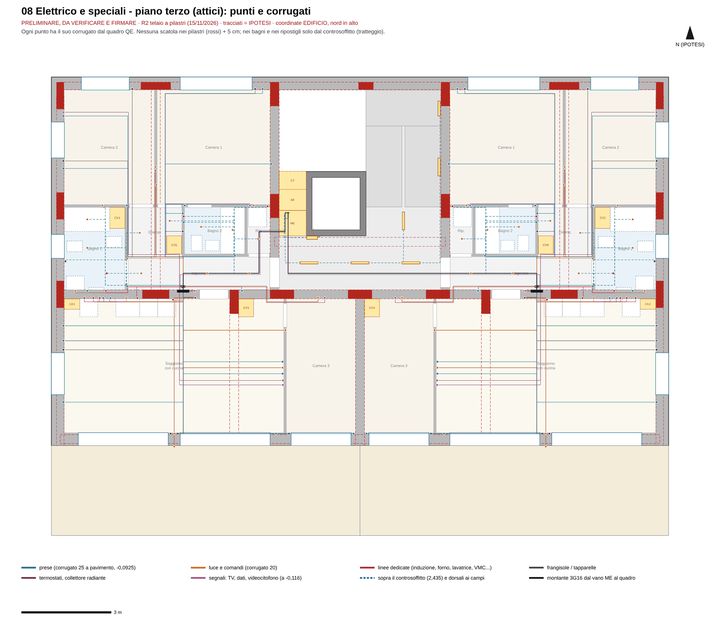 08 Elettrico e speciali - piano terzo (attici): punti e corrugati
PRELIMINARE, DA VERIFICARE E FIRMARE · R2 telaio a pilastri (15/11/2026) · tracciati = IPOTESI · coordinate EDIFICIO, nord in alto
Ogni punto ha il suo corrugato dal quadro QE. Nessuna scatola nei pilastri (rossi) + 5 cm; nei bagni e nei ripostigli solo dal controsoffitto (tratteggio).
N (IPOTESI)
Camera 2
Camera 1
Camera 1
Camera 2
Bagno 2
Bagno 2
Soggiorno
con cucina
Camera 3
Camera 3
Soggiorno
con cucina
prese (corrugato 25 a pavimento, -0,0925)
luce e comandi (corrugato 20)
linee dedicate (induzione, forno, lavatrice, VMC...)
frangisole / tapparelle
termostati, collettore radiante
segnali: TV, dati, videocitofono (a -0,116)
sopra il controsoffitto (2,435) e dorsali ai campi
montante 3G16 dal vano ME al quadro
3 m